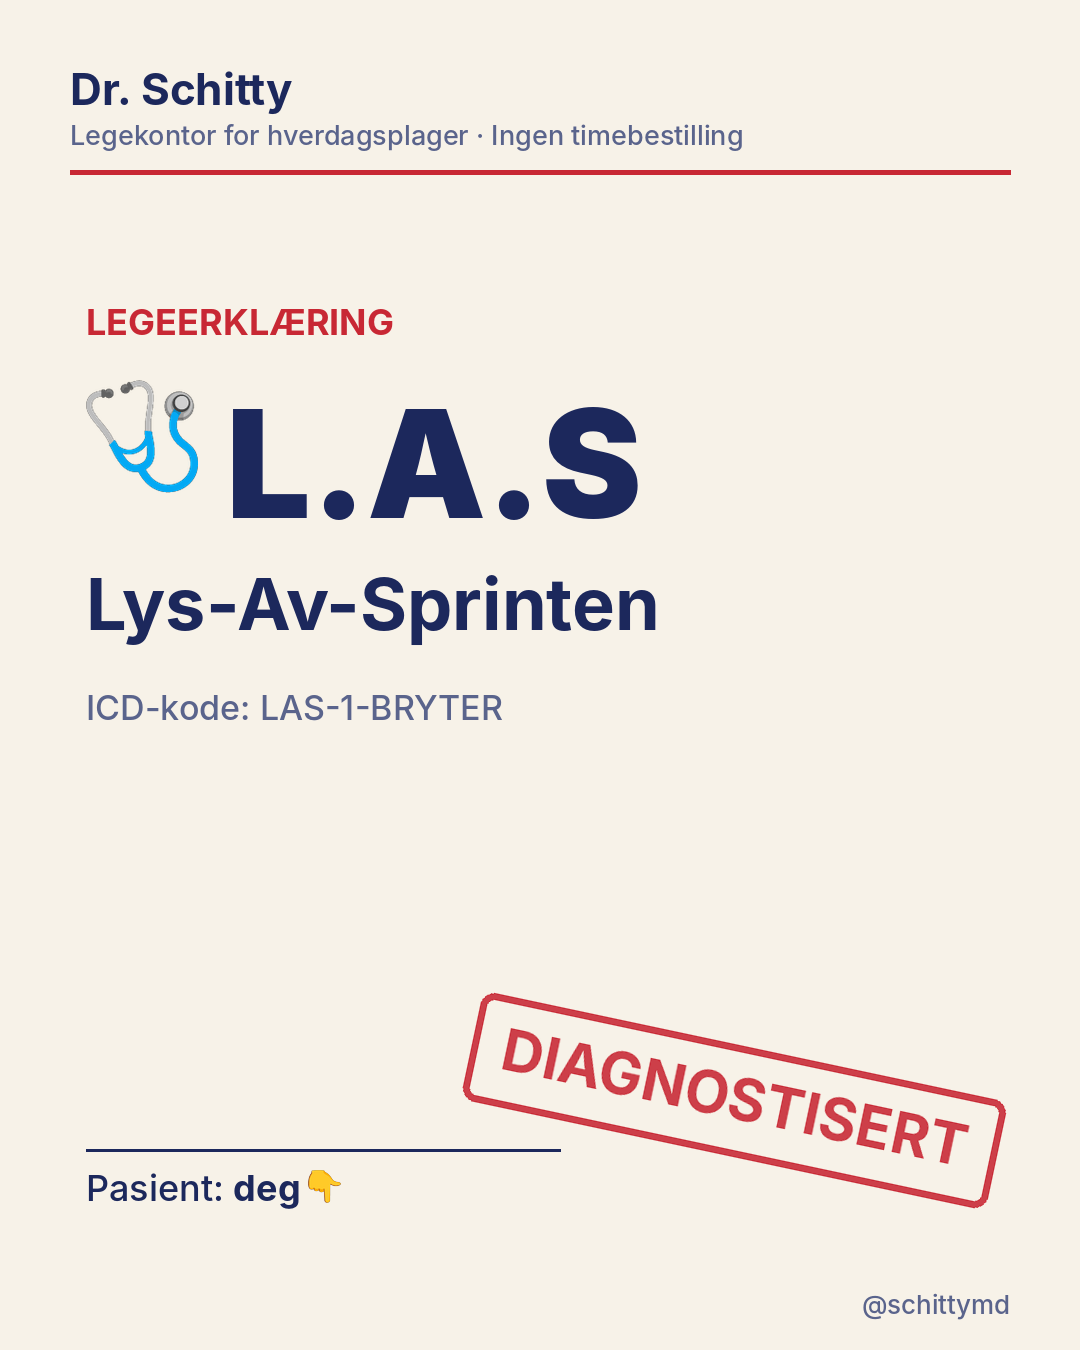 Dr. Schitty
Legekontor for hverdagsplager · Ingen timebestilling
LEGEERKLÆRING
🩺 L.A.S
Lys-Av-Sprinten
ICD-kode: LAS-1-BRYTER
DIAGNOSTISERT
Pasient: deg👇
@schittymd